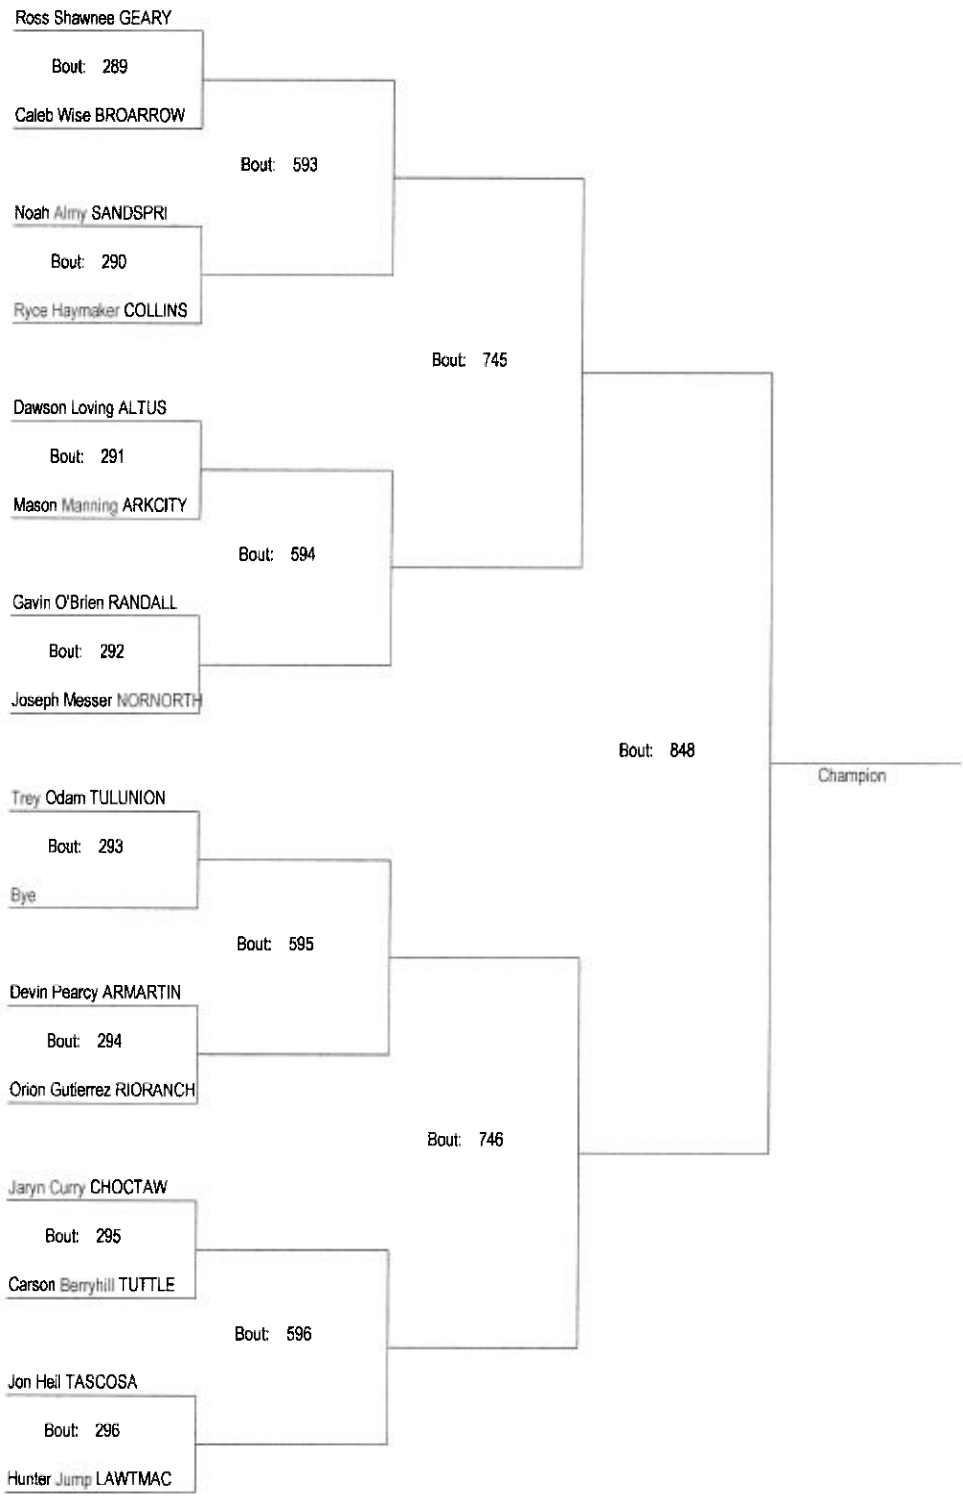 Ross Shawnee GEARY
Bout: 289
Caleb Wise BROARROW
Bout: 593
Noah Almy SANDSPRI
Bout: 290
Ryce Haymaker COLLINS
Bout: 745
Dawson Loving ALTUS
Bout: 291
Mason Manning ARKCITY
Bout: 594
Gavin O'Brien RANDALL
Bout: 292
Joseph Messer NORNORTH
Bout: 848
Champion
Trey Odam TULUNION
Bout: 293
Bye
Bout: 595
Devin Pearcy ARMARTIN
Bout: 294
Orion Gutierrez RIORANCH
Bout: 746
Jaryn Curry CHOCTAW
Bout: 295
Carson Berryhill TUTTLE
Bout: 596
Jon Heil TASCOSA
Bout: 296
Hunter Jump LAWTMAC